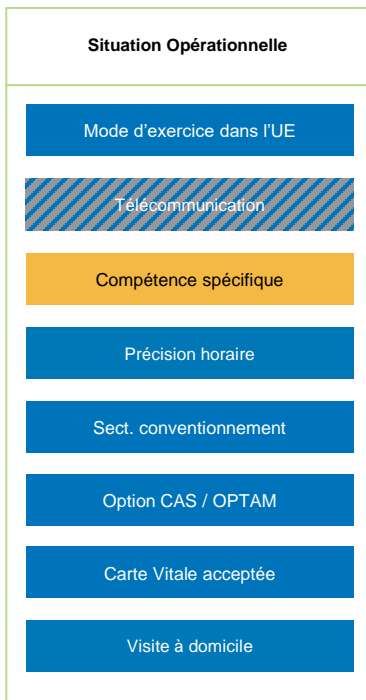 Situation Opérationnelle
Mode d'exercice dans l'UE
Télécommunication
Compétence spécifique
Précision horaire
Sect. conventionnement
Option CAS / OPTAM
Carte Vitale acceptée
Visite à domicile